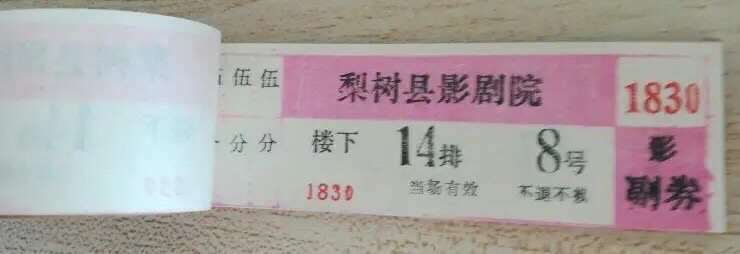 伍伍
分分
梨树县影剧院
楼下 14排 8号
1830 当场有效 不退不换
1830
影
副券